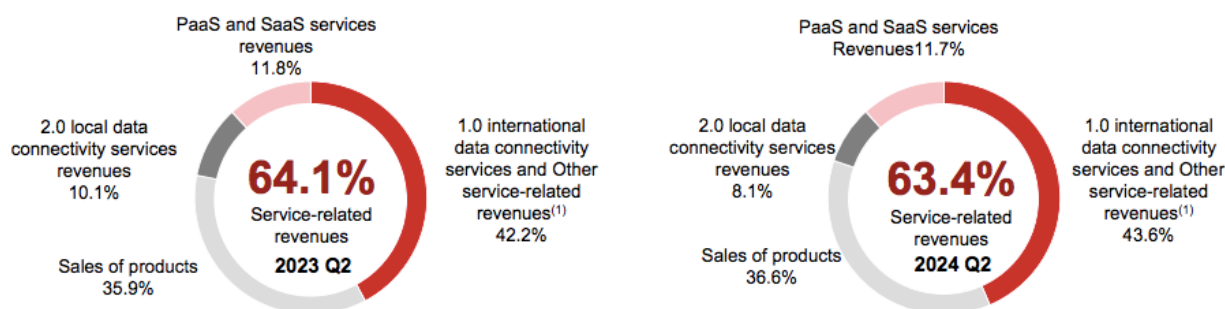 PaaS and SaaS services
revenues
11.8%
2.0 local data
connectivity services
revenues
10.1%
64.1%
Service-related
revenues
2023 Q2
1.0 international
data connectivity
services and Other
service-related
revenues(1)
42.2%
Sales of products
35.9%
PaaS and SaaS services
Revenues11.7%
2.0 local data
connectivity services
revenues
8.1%
63.4%
Service-related
revenues
2024 Q2
1.0 international
data connectivity
services and Other
service-related
revenues(1)
43.6%
Sales of products
36.6%